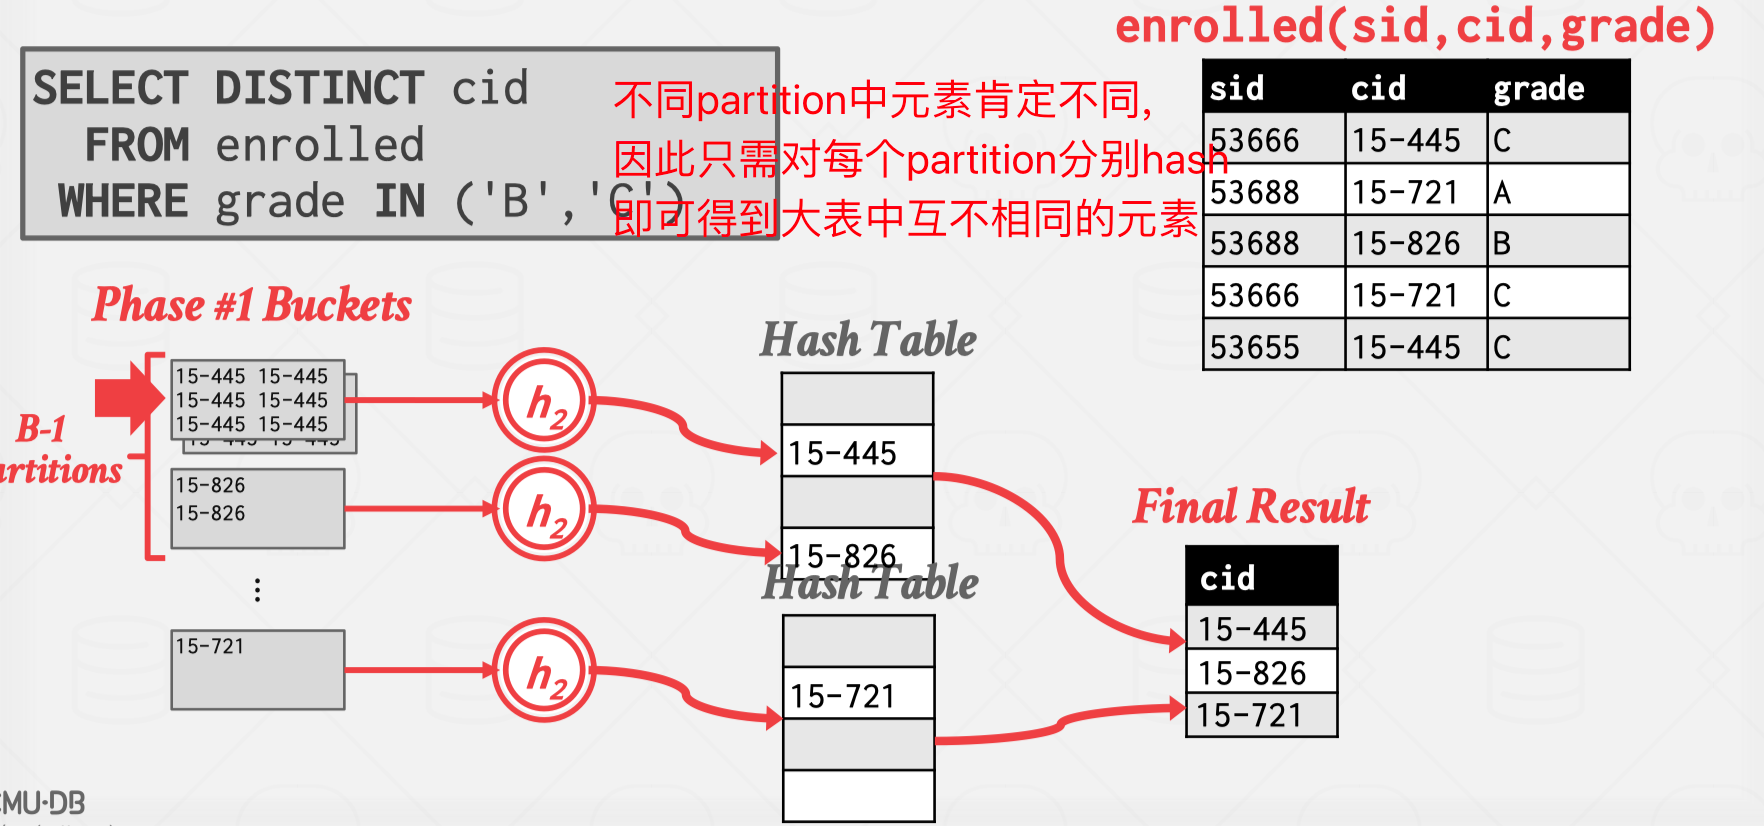 enrolled(sid,cid,grade)
SELECT DISTINCT cid
FROM enrolled
WHERE grade IN ('B','C')
不同partition中元素肯定不同,
因此只需对每个partition分别hash
即可得到大表中互不相同的元素
sid cid grade
53666 15-445 C
53688 15-721 A
53688 15-826 B
53666 15-721 C
53655 15-445 C
Phase #1 Buckets
B-1
artitions
15-445 15-445
15-445 15-445
15-445 15-445
15-445 15-445
15-826
15-826
⋮
15-721
h2
h2
h2
Hash Table
15-445
15-826
Hash Table
15-721
Final Result
cid
15-445
15-826
15-721
CMU·DB